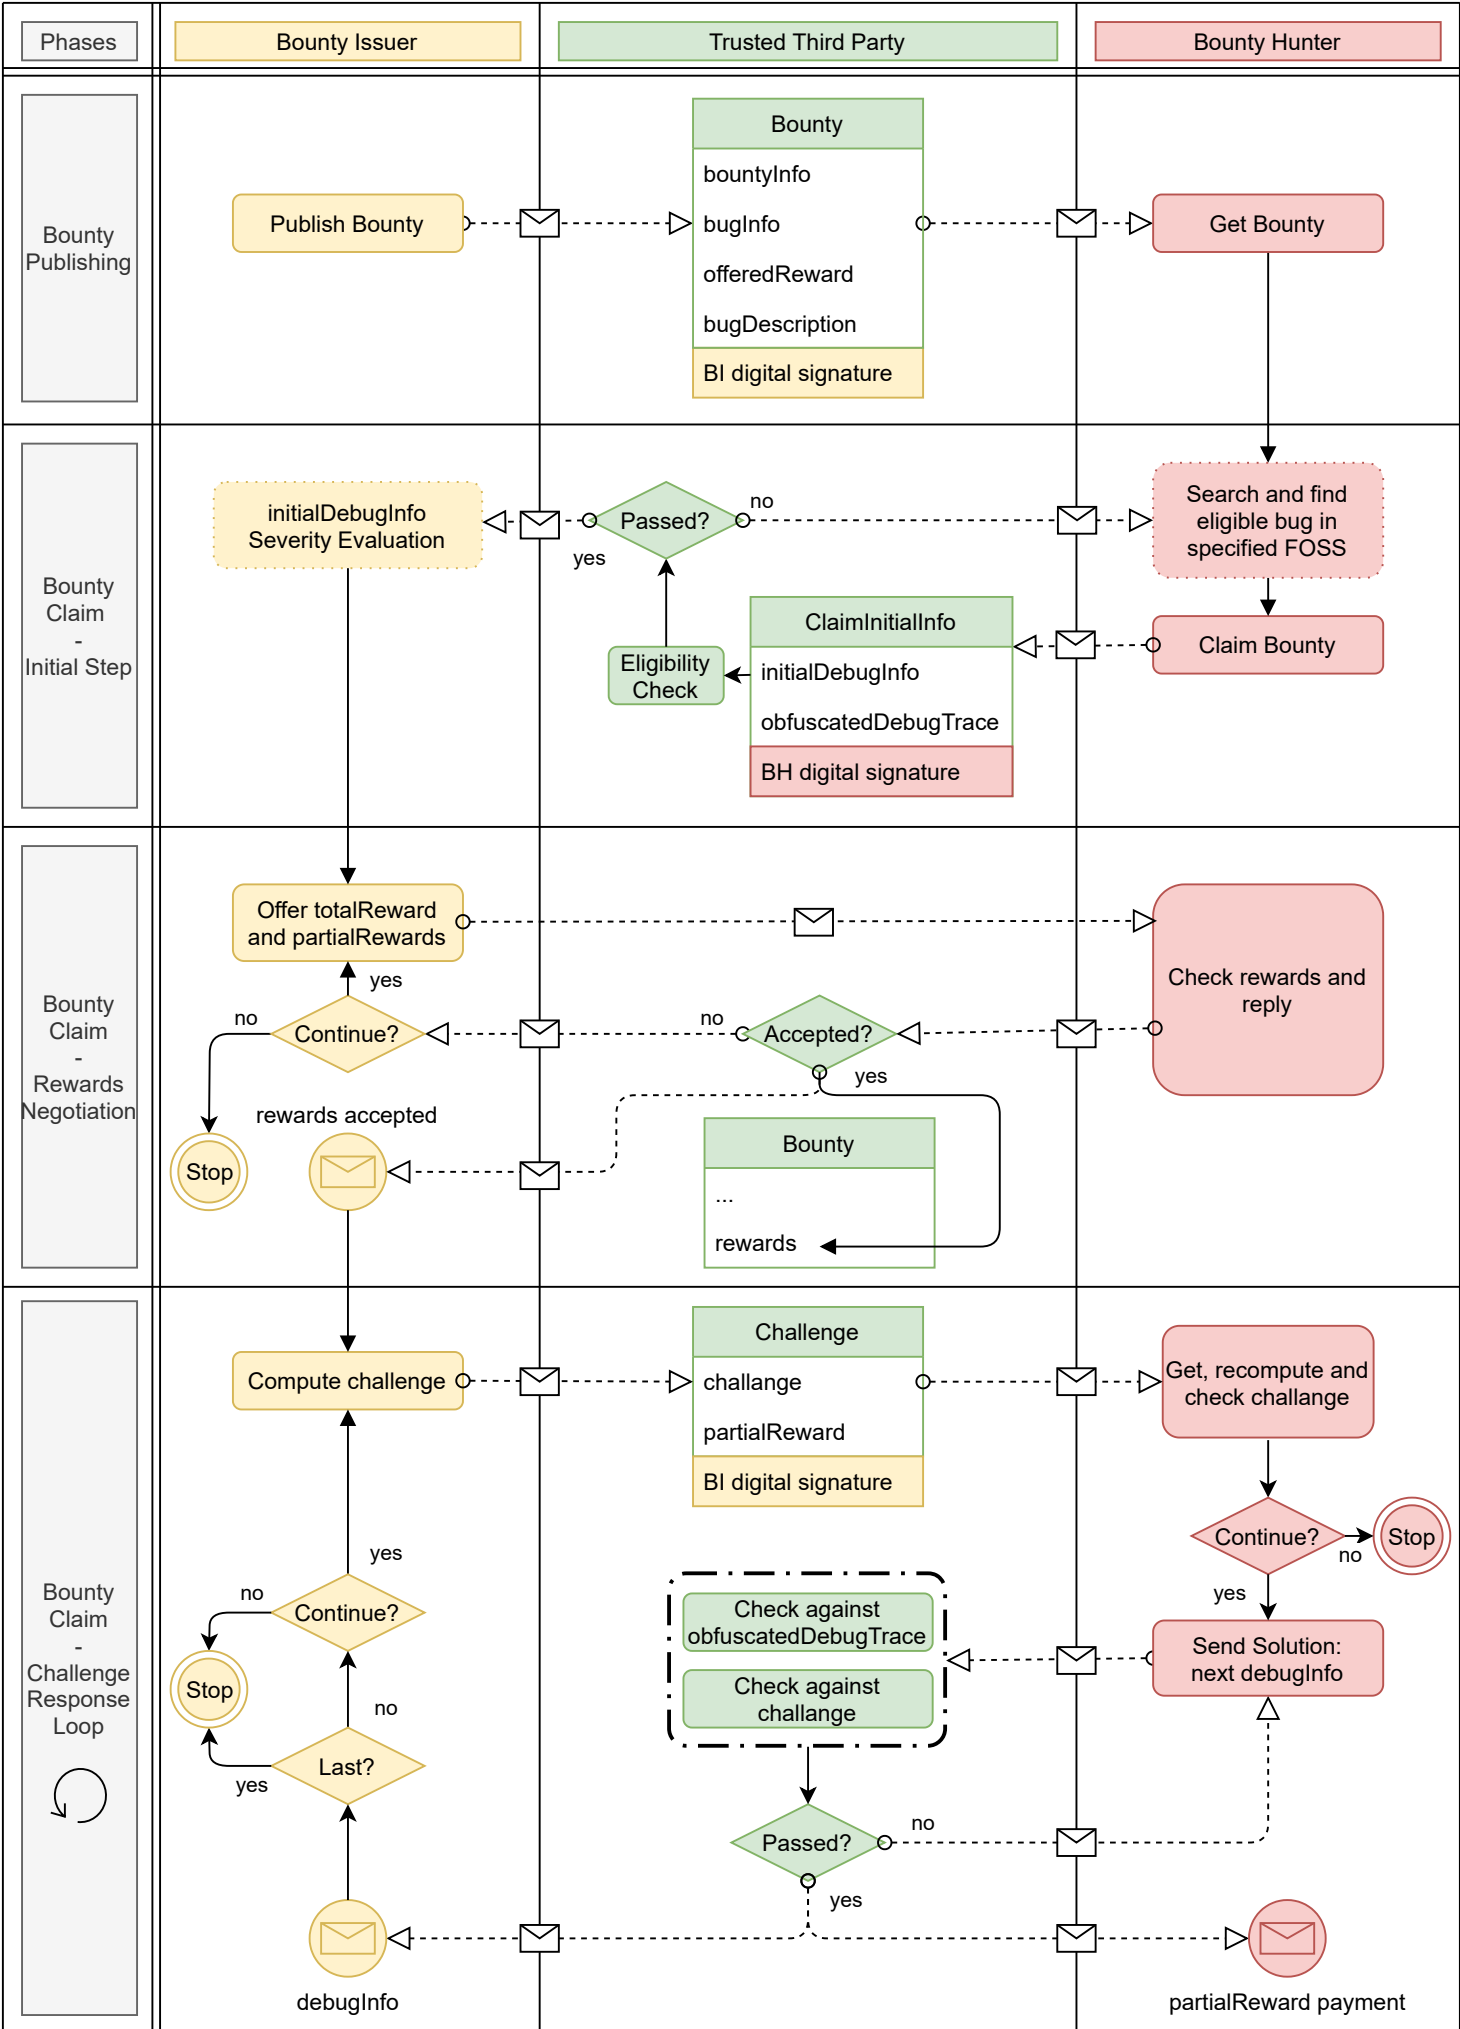 Phases
Bounty Issuer
Trusted Third Party
Bounty Hunter
Bounty
Publishing
Publish Bounty
Bounty
bountyInfo
bugInfo
offeredReward
bugDescription
BI digital signature
Get Bounty
Bounty
Claim
-
Initial Step
initialDebugInfo
Severity Evaluation
Passed?
no
yes
Search and find
eligible bug in
specified FOSS
ClaimInitialInfo
initialDebugInfo
obfuscatedDebugTrace
BH digital signature
Eligibility
Check
Claim Bounty
Bounty
Claim
-
Rewards
Negotiation
Offer totalReward
and partialRewards
yes
no
Continue?
no
Accepted?
yes
Check rewards and
reply
rewards accepted
Stop
Bounty
...
rewards
Bounty
Claim
-
Challenge
Response
Loop
Compute challenge
Challenge
challange
partialReward
BI digital signature
Get, recompute and
check challange
Continue?
no
Stop
yes
yes
no
Continue?
Stop
no
Last?
yes
Check against
obfuscatedDebugTrace
Check against
challange
Send Solution:
next debugInfo
Passed?
no
yes
debugInfo
partialReward payment